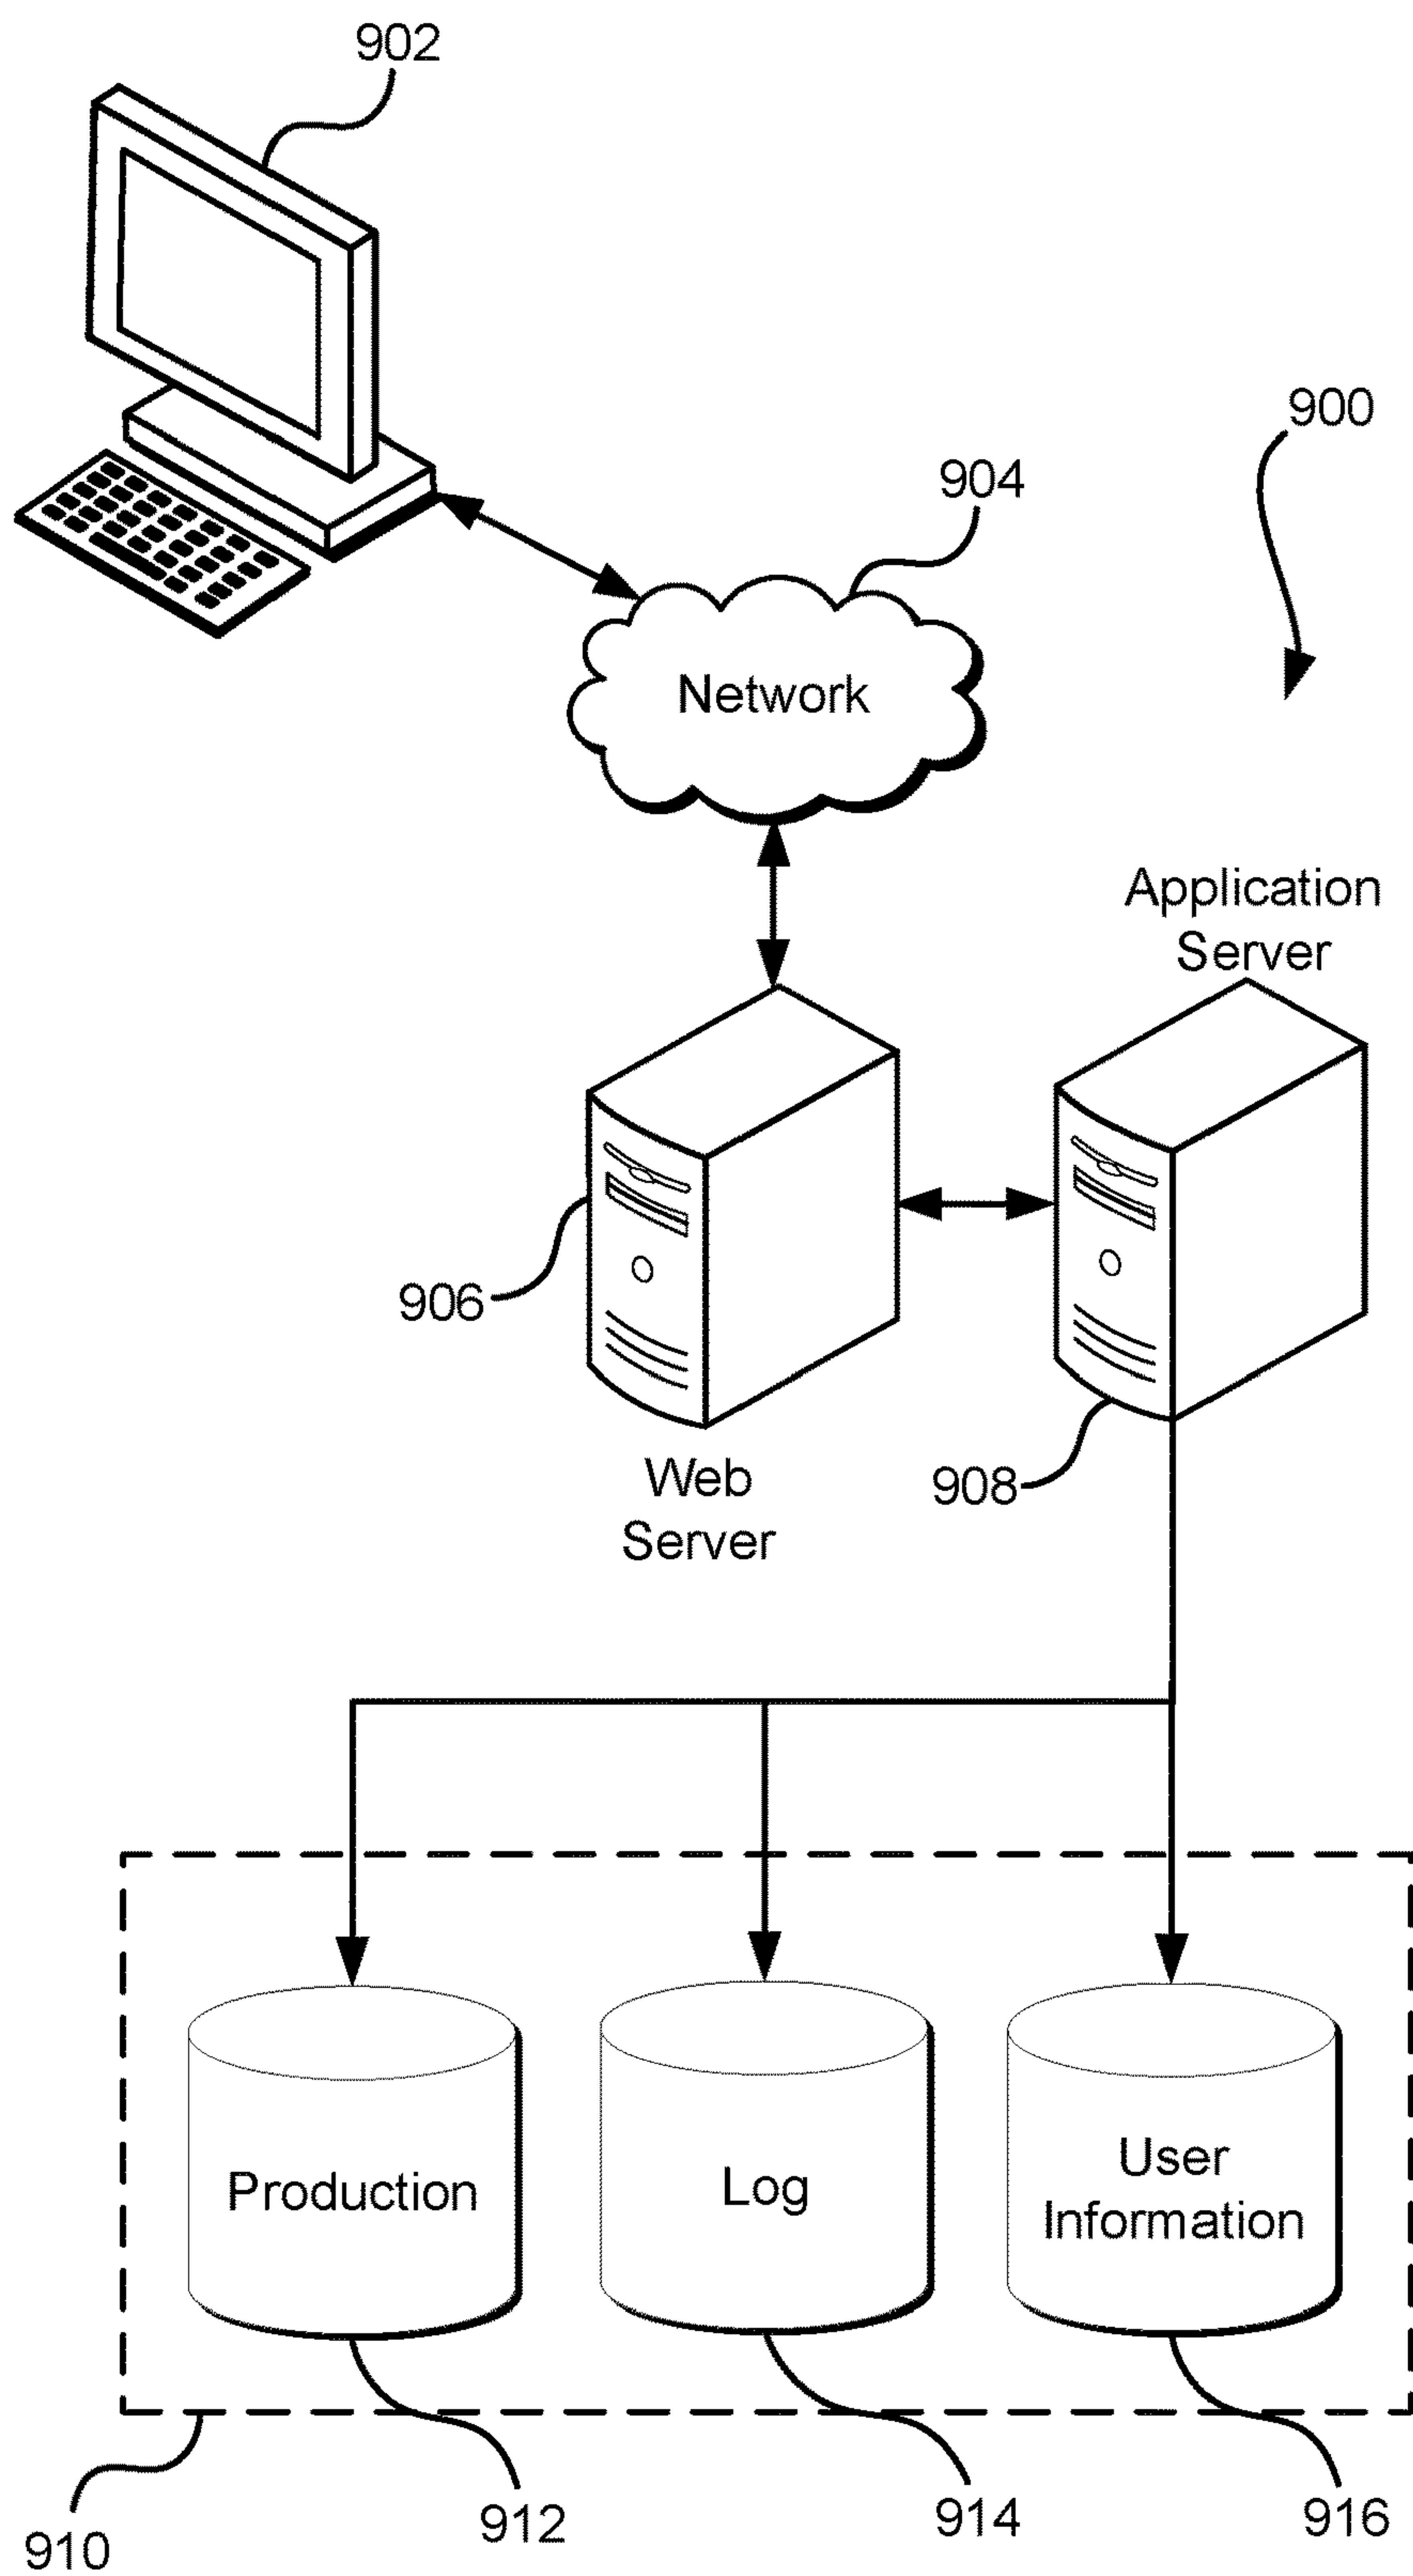 902
900
904
Network
Application
Server
906
908
Web
Server
Production
Log
User
Information
910
912
914
916